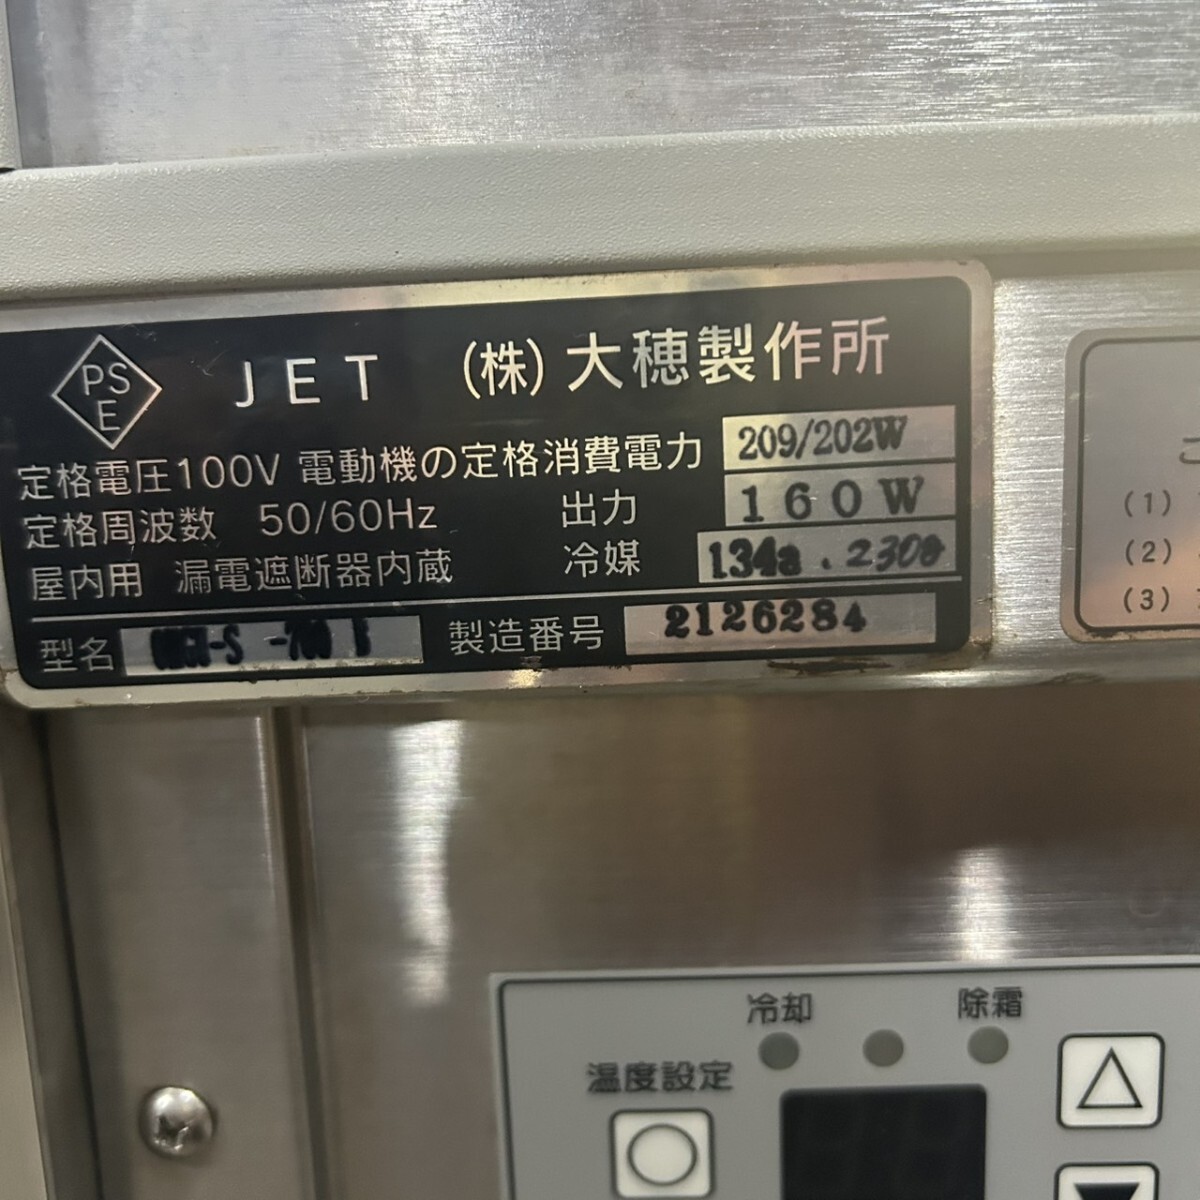 PS
E
JET (株)大穂製作所
定格電圧100V 電動機の定格消費電力 209/202W
定格周波数 50/60Hz 出力 160W
屋内用 漏電遮断器内蔵 冷媒 134a.
型名 製造番号 2126284
(1)
(2)
(3)
冷却 除霜
温度設定